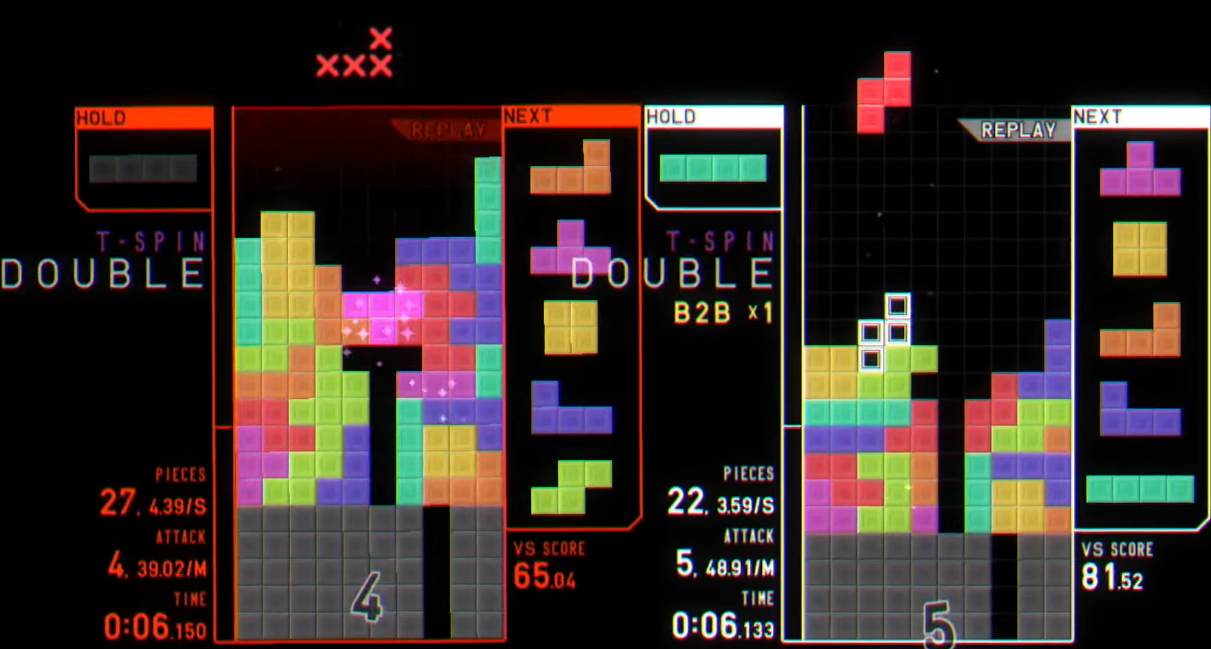 HOLD
REPLAY
NEXT
T-SPIN
DOUBLE
PIECES
27, 4.39/S
ATTACK
4, 39.02/M
TIME
0:06.150
4
VS SCORE
65.04
HOLD
REPLAY
NEXT
T-SPIN
DOUBLE
B2B ×1
PIECES
22, 3.59/S
ATTACK
5, 48.91/M
TIME
0:06.133
5
VS SCORE
81.52